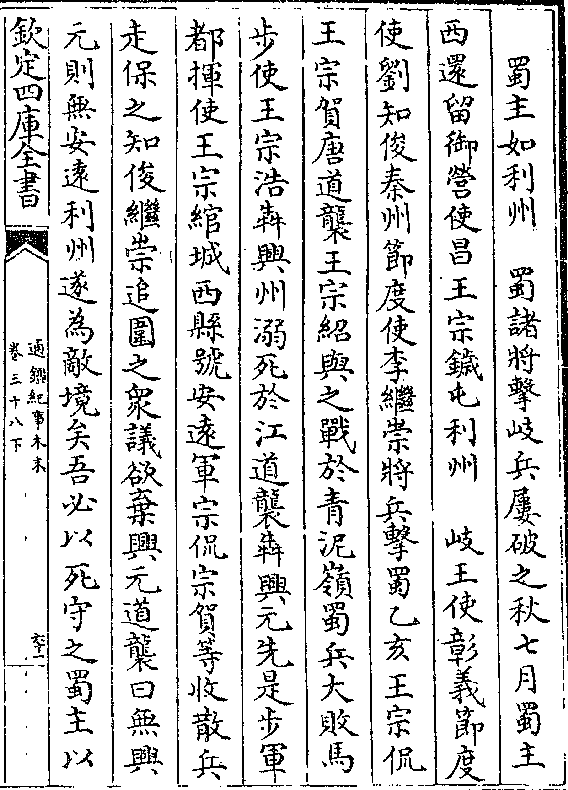 蜀主如利州　蜀諸將擊岐兵屢破之秋七月蜀主
西還留御營使昌王宗鐬屯利州　岐王使彰義節度
使劉知俊秦州節度使李繼崇將兵擊蜀乙亥王宗侃
王宗賀唐道襲王宗紹與之戰於青泥嶺蜀兵大敗馬
步使王宗浩犇興州溺死於江道襲犇興元先是步軍
都揮使王宗綰城西縣號安遠軍宗侃宗賀等收散兵
走保之知俊繼崇追圍之衆議欲棄興元道襲曰無興
元則無安遠利州遂為敵境矣吾必以死守之蜀主以
欽定四庫全書
通鑑紀事本末
卷三十八下